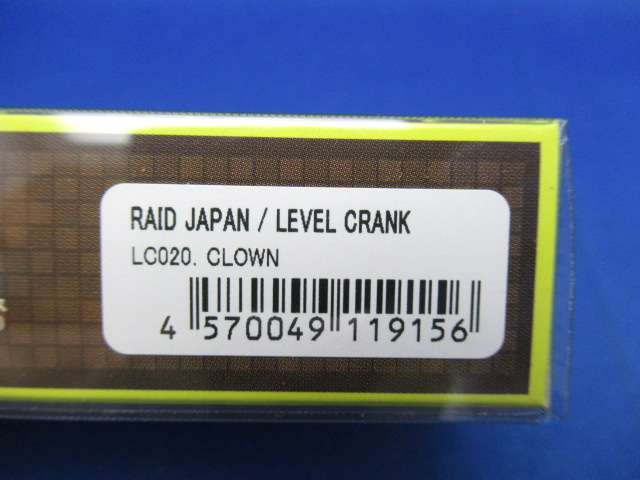 RAID JAPAN / LEVEL CRANK
LC020. CLOWN
4 570049 119156